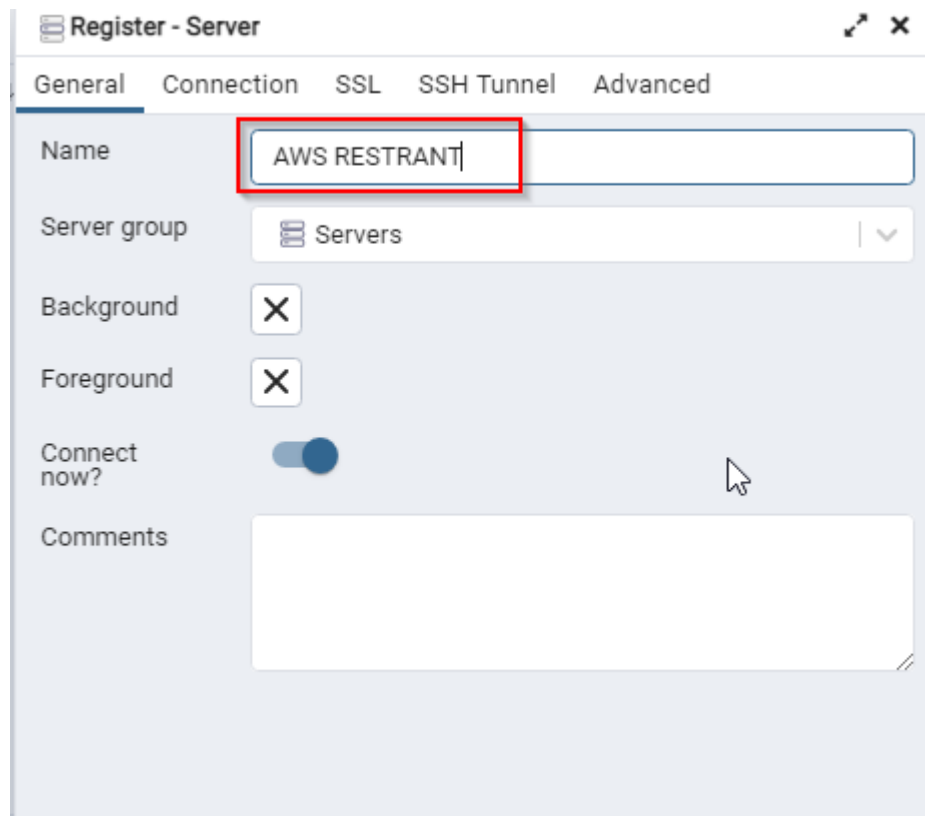 Register - Server
General Connection SSL SSH Tunnel Advanced
Name AWS RESTRANT
Server group Servers
Background
Foreground
Connect
now?
Comments